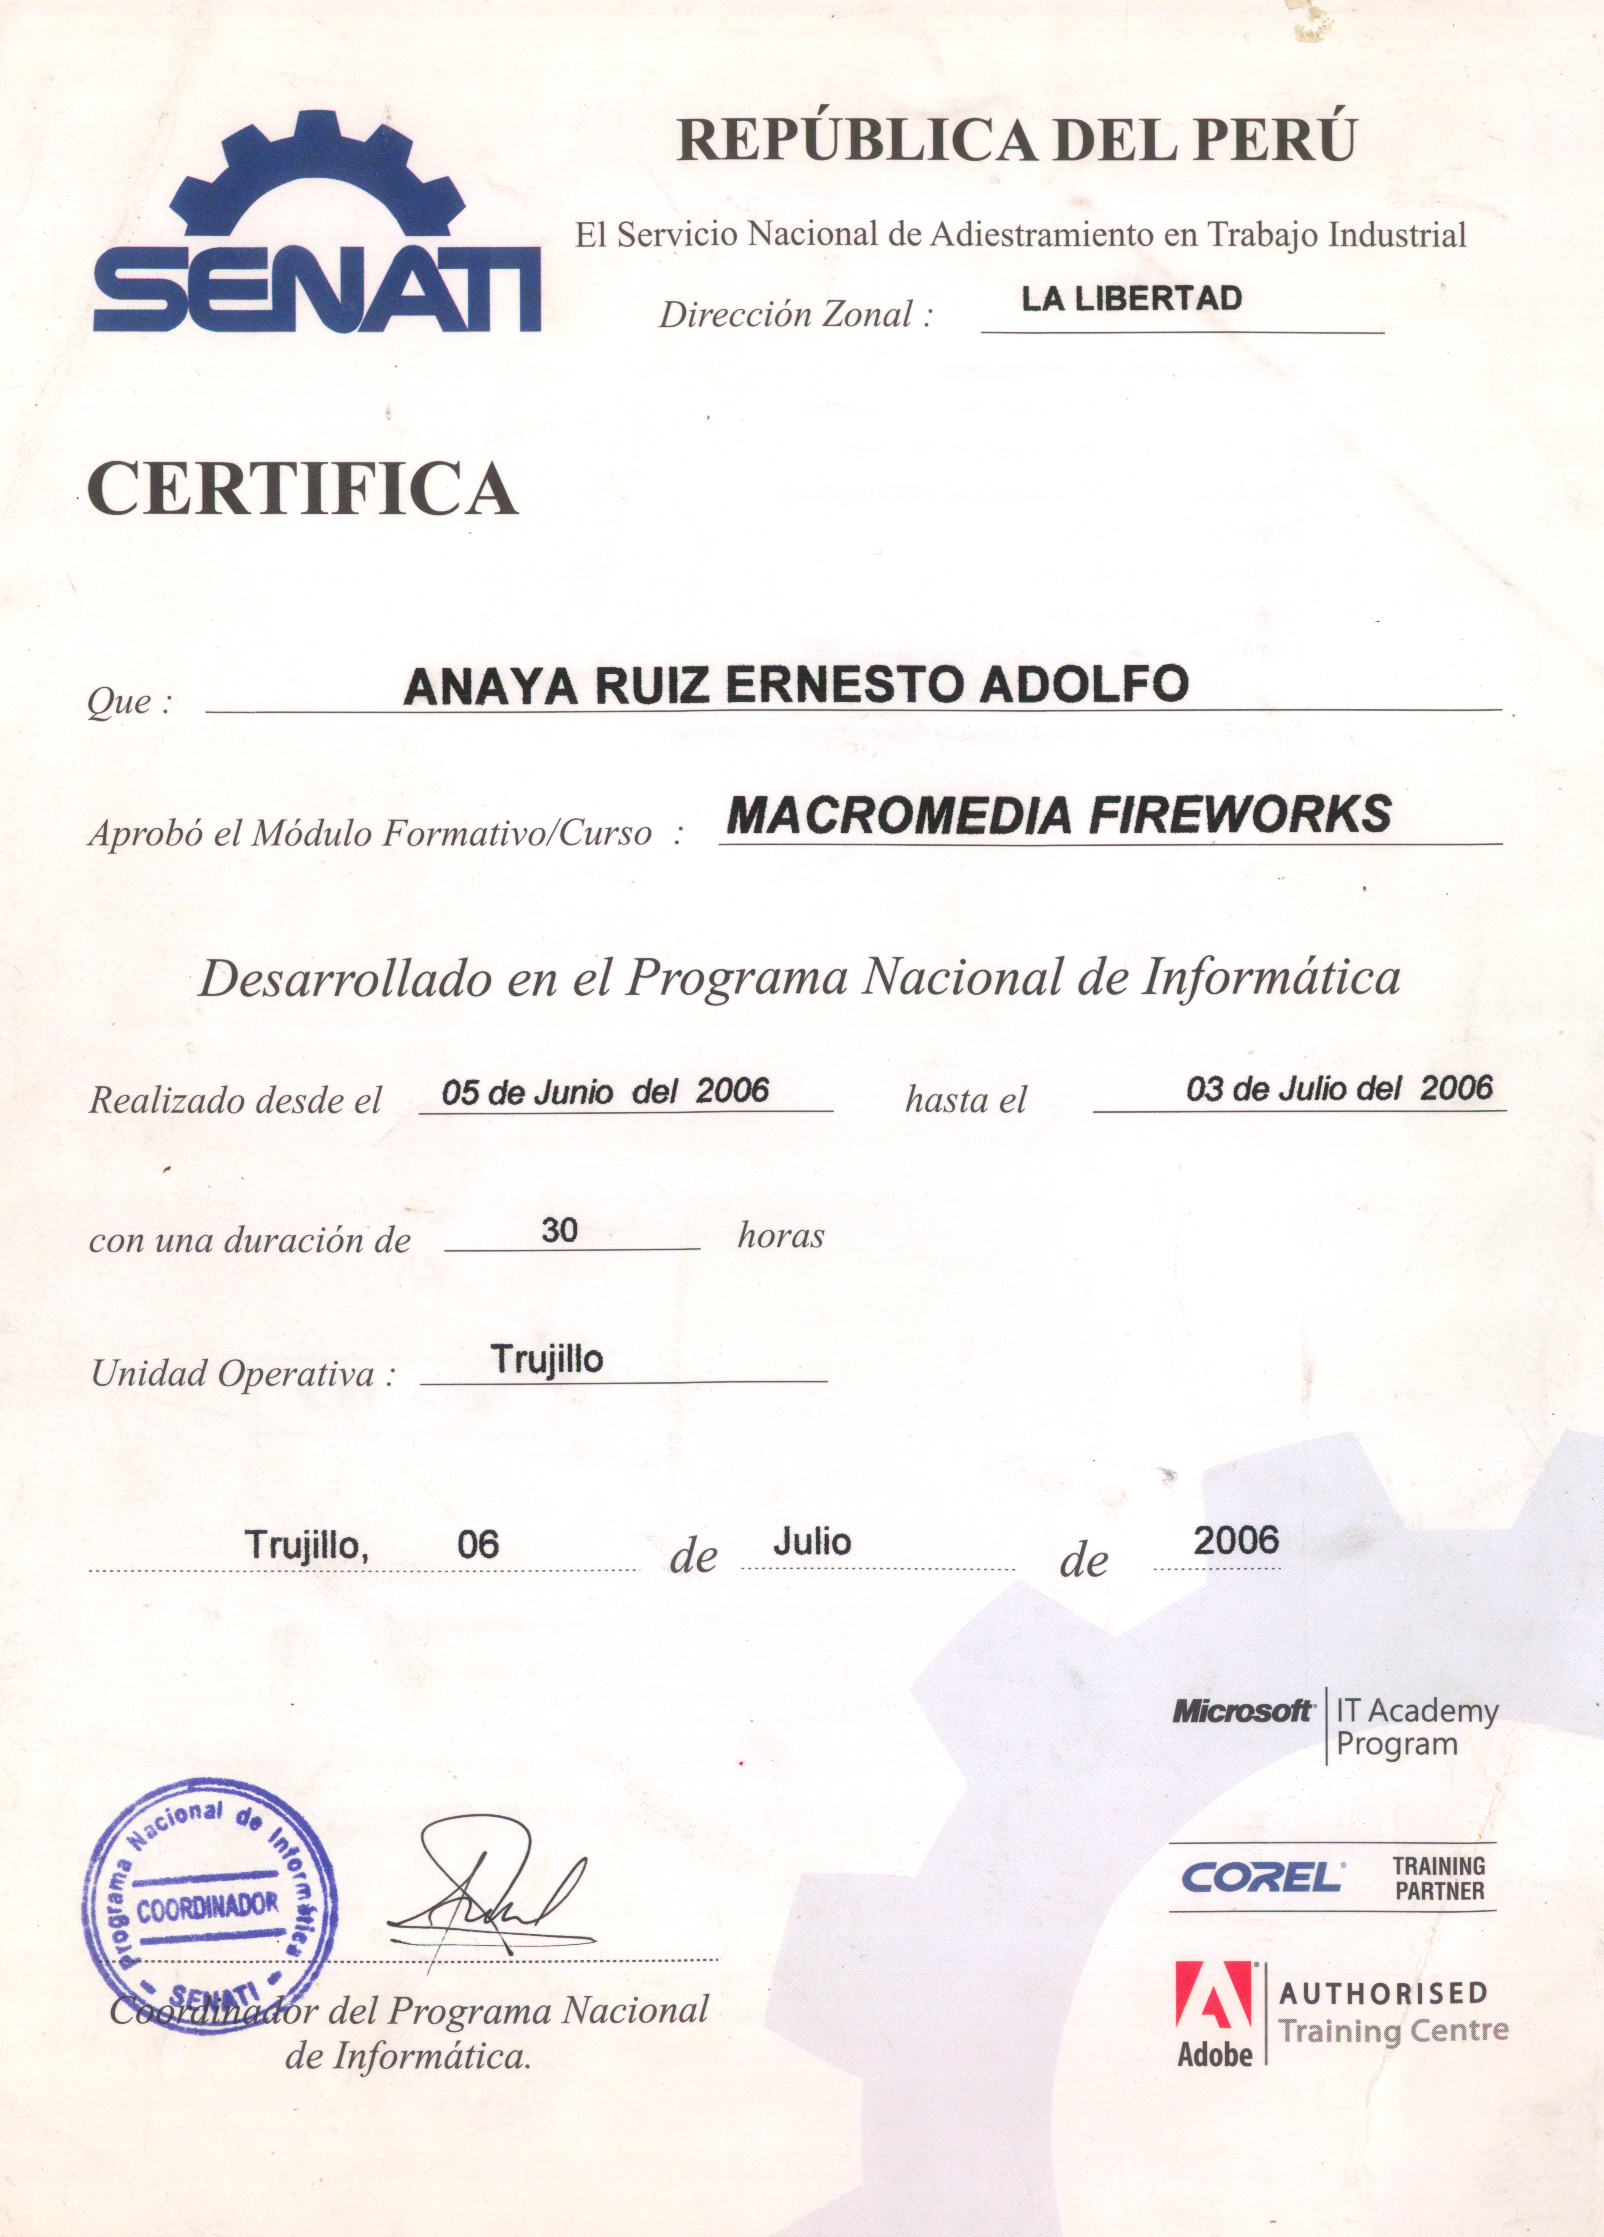 SENATI
REPÚBLICA DEL PERÚ
El Servicio Nacional de Adiestramiento en Trabajo Industrial
Dirección Zonal : LA LIBERTAD
CERTIFICA
Que : ANAYA RUIZ ERNESTO ADOLFO
Aprobó el Módulo Formativo/Curso : MACROMEDIA FIREWORKS
Desarrollado en el Programa Nacional de Informática
Realizado desde el 05 de Junio del 2006 hasta el 03 de Julio del 2006
con una duración de 30 horas
Unidad Operativa : Trujillo
Trujillo, 06 de Julio de 2006
Microsoft IT Academy
Program
Programa Nacional de Informática
COORDINADOR
- SENATI -
Coordinador del Programa Nacional
de Informática.
COREL TRAINING
PARTNER
Adobe AUTHORISED
Training Centre